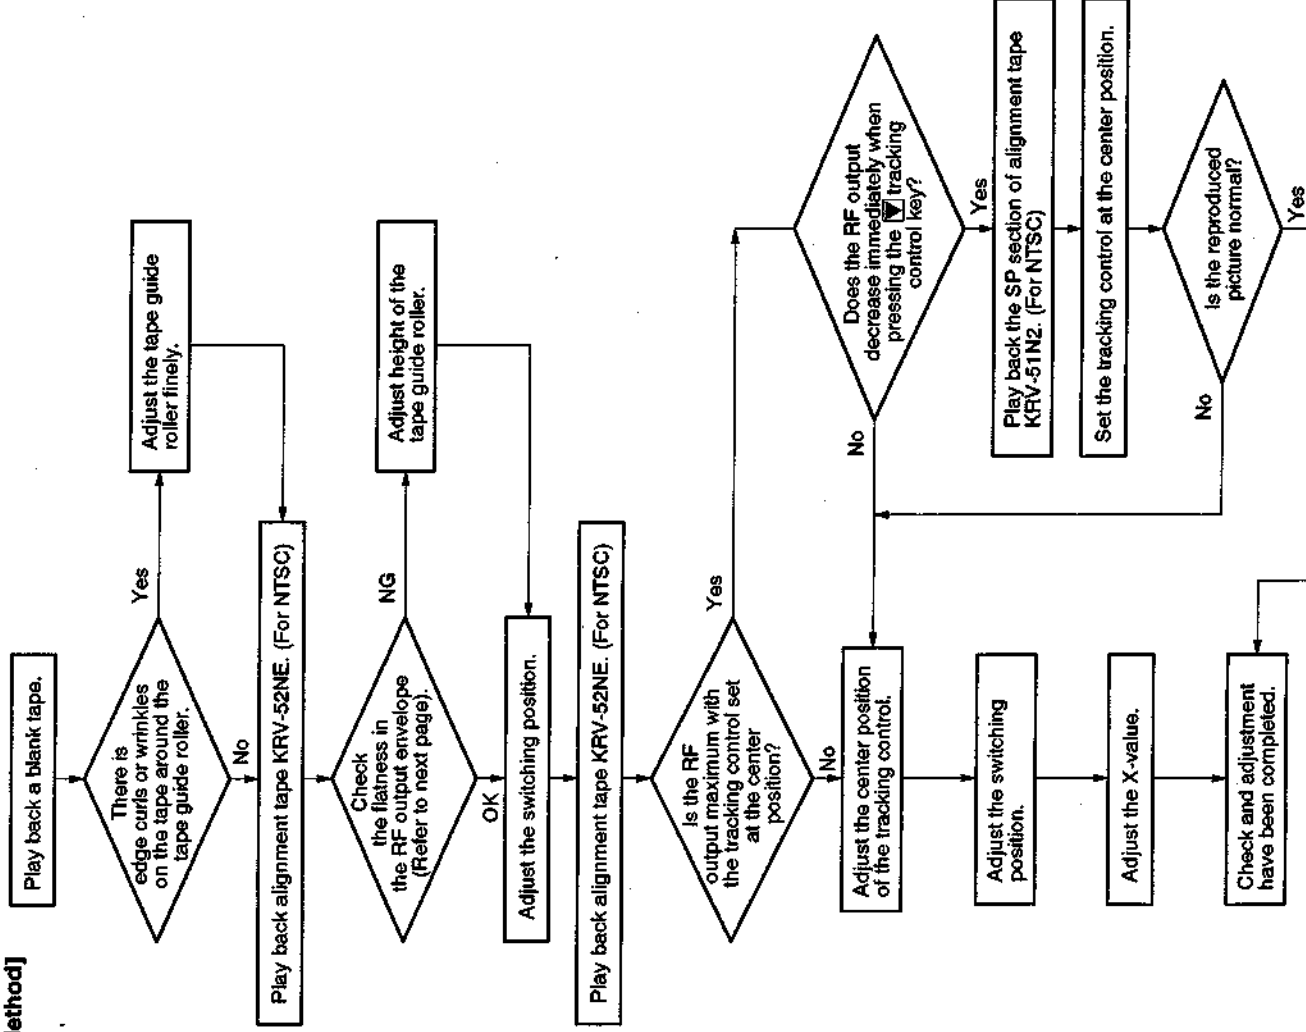 lethod]
Play back a blank tape.
There is
edge curls or wrinkles
on the tape around the
tape guide roller.
Yes
Adjust the tape guide
roller finely.
No
Play back alignment tape KRV-52NE. (For NTSC)
Check
the flatness in
the RF output envelope
(Refer to next page).
NG
Adjust height of the
tape guide roller.
OK
Adjust the switching position.
Play back alignment tape KRV-52NE. (For NTSC)
Is the RF
output maximum with
the tracking control set
at the center
position?
Yes
No
Does the RF output
decrease immediately when
pressing the ▼ tracking
control key?
No
Yes
Adjust the center position
of the tracking control.
Play back the SP section of alignment tape
KRV-51N2. (For NTSC)
Adjust the switching
position.
Set the tracking control at the center position.
Adjust the X-value.
Is the reproduced
picture normal?
No
Yes
Check and adjustment
have been completed.